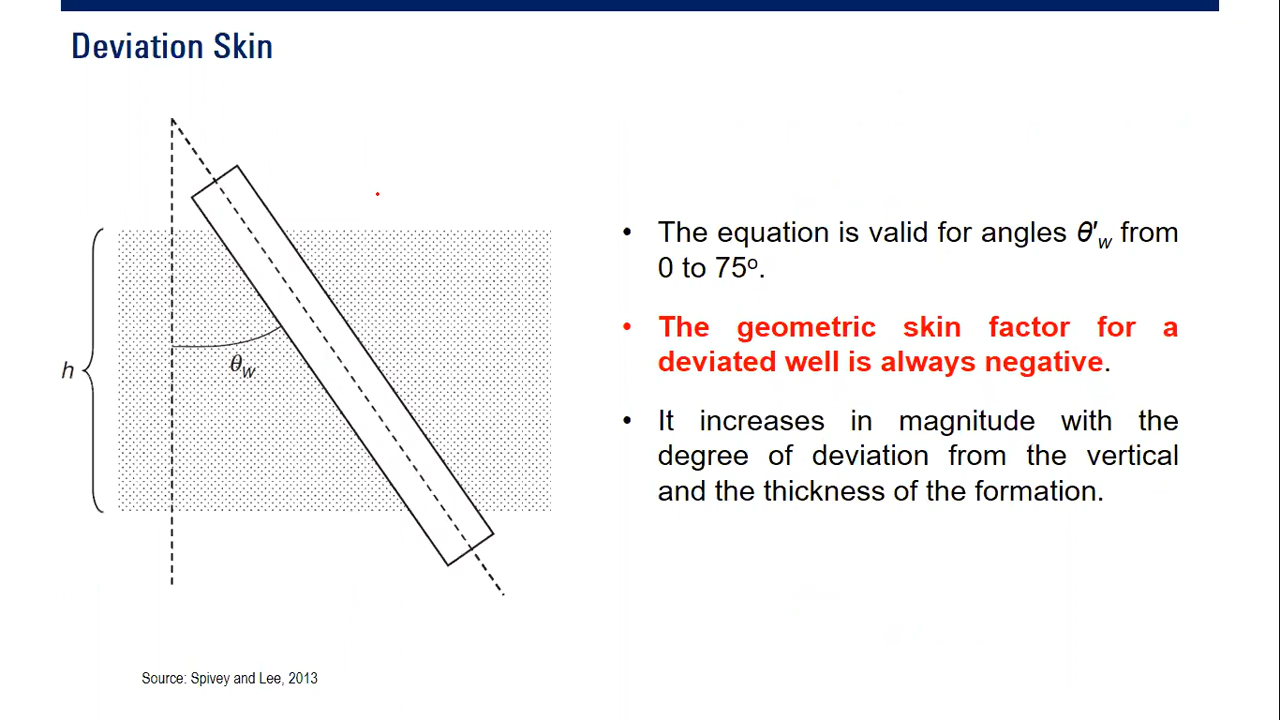 Deviation Skin
h
θw
• The equation is valid for angles θ'w from
0 to 75o.
• The geometric skin factor for a
deviated well is always negative.
• It increases in magnitude with the
degree of deviation from the vertical
and the thickness of the formation.
Source: Spivey and Lee, 2013